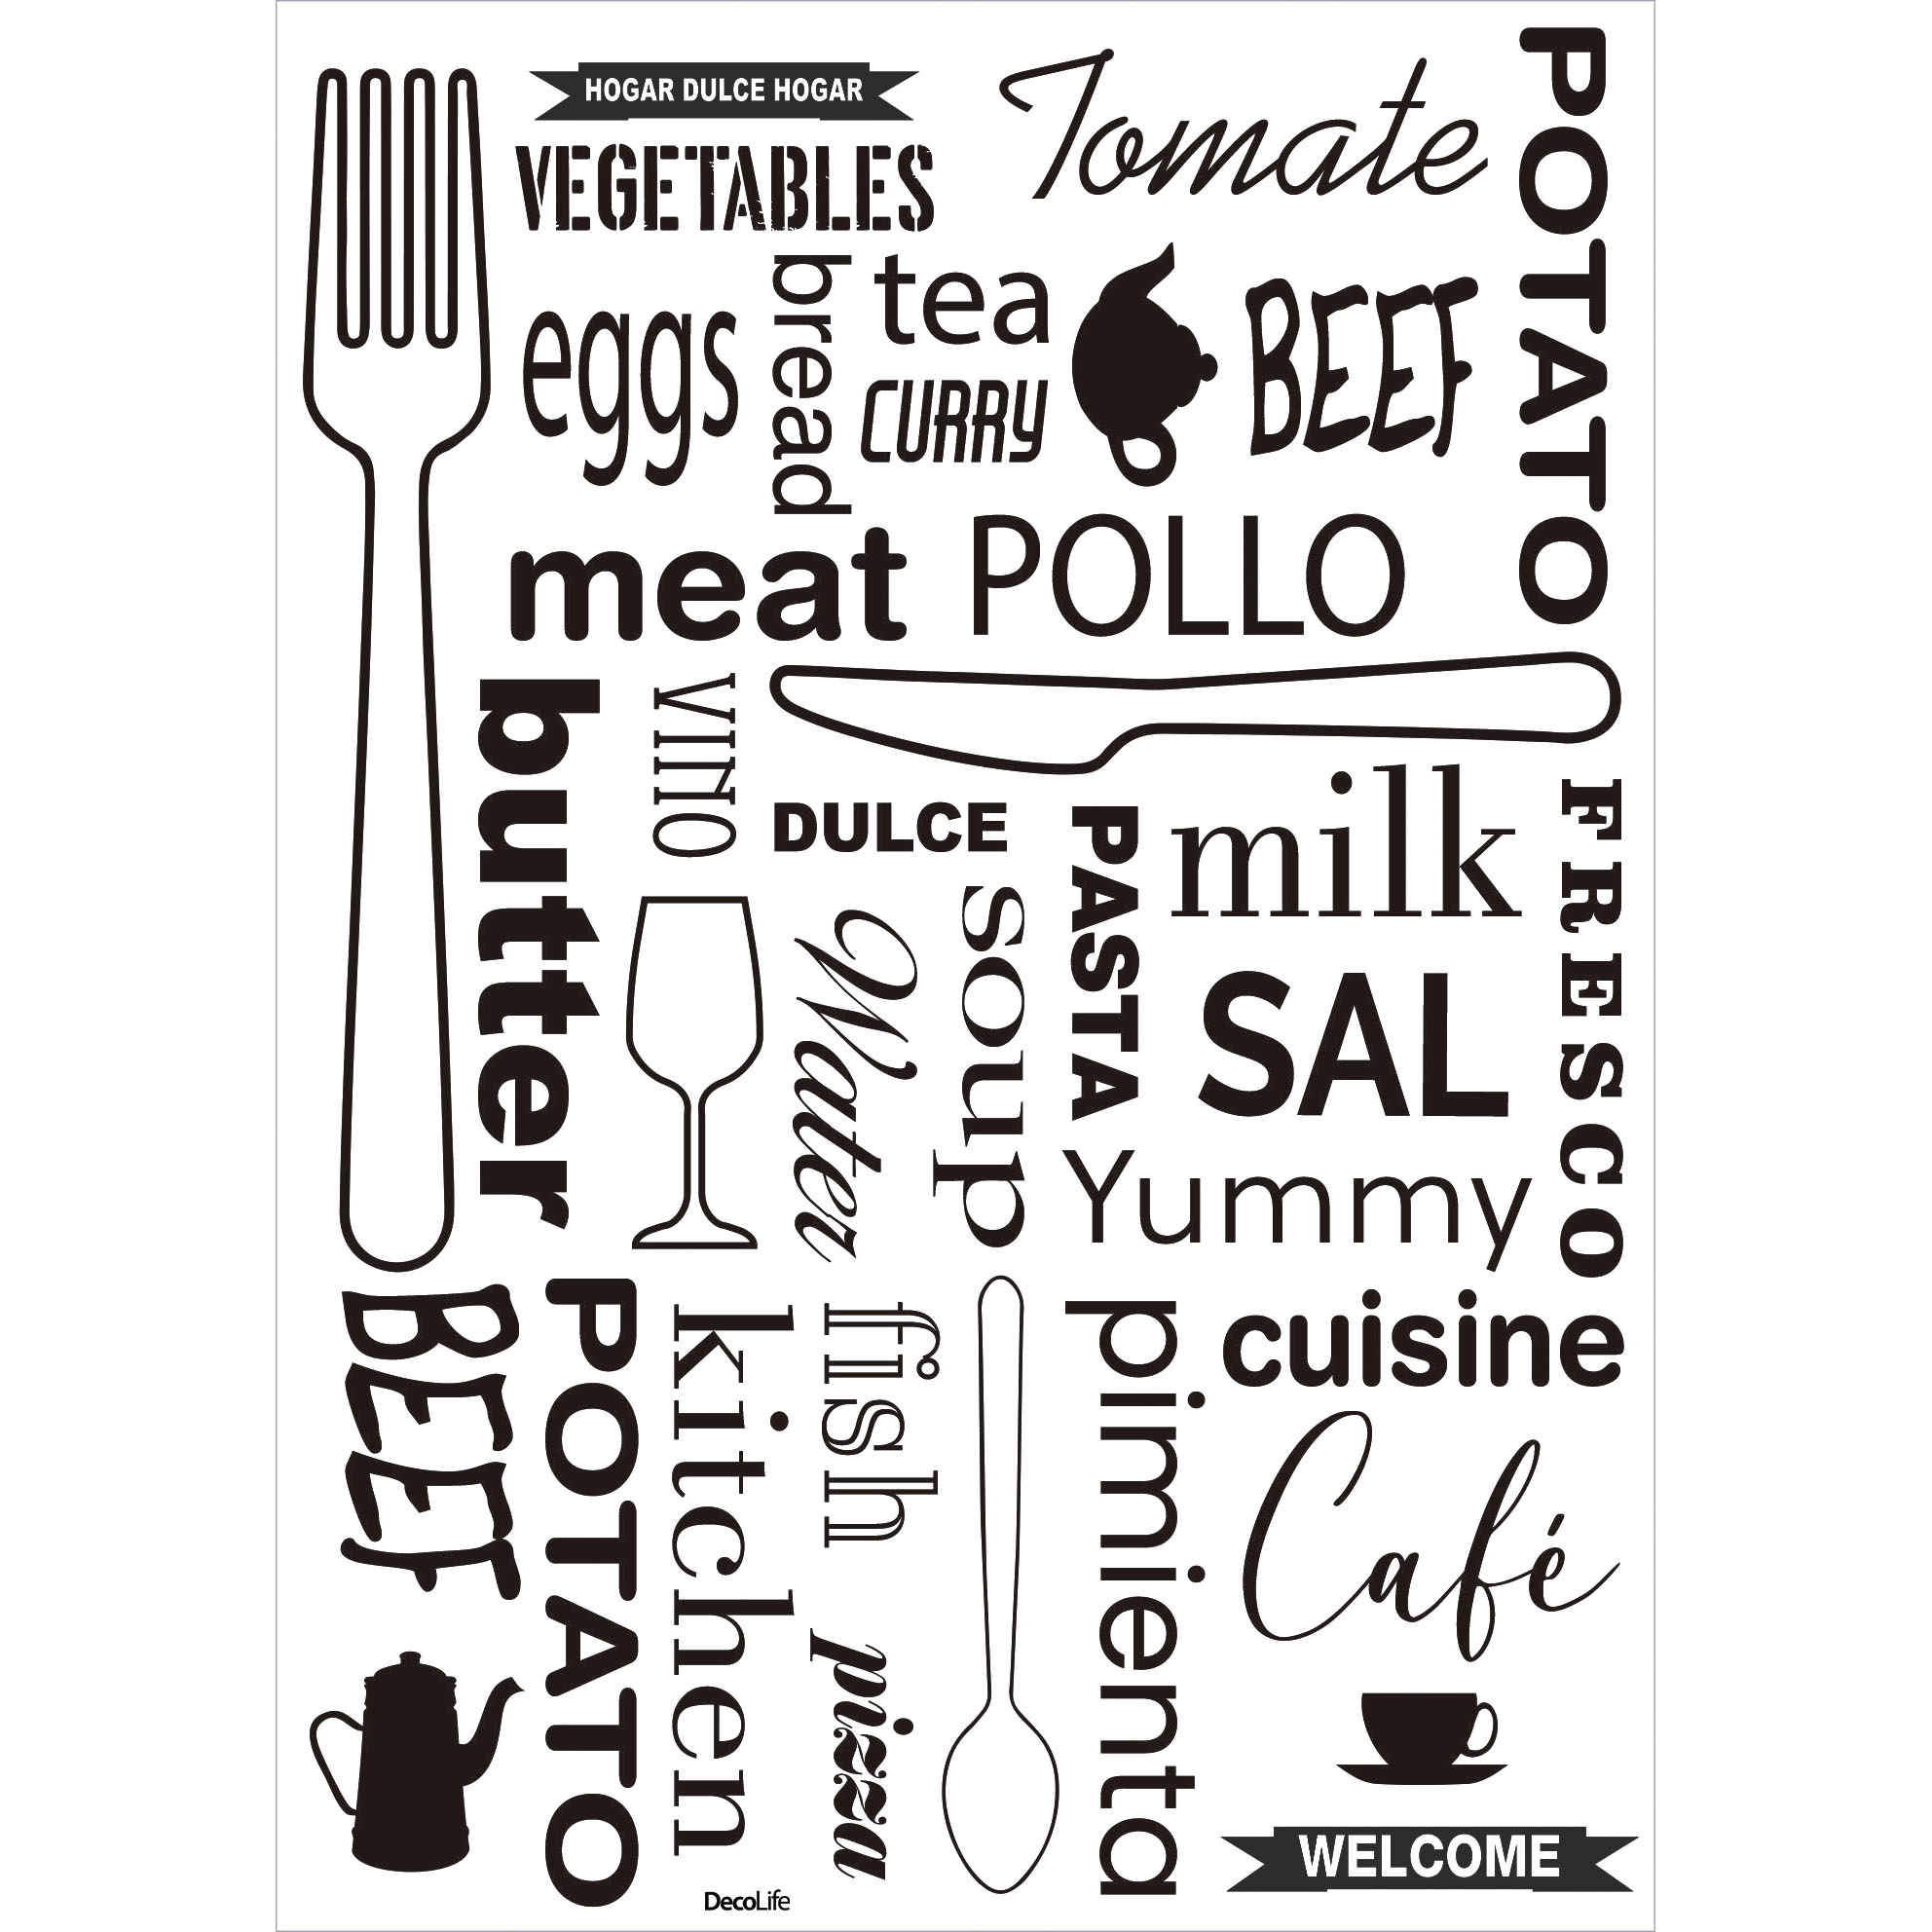 HOGAR DULCE HOGAR
Tomate
POTATO
VEGETABLES
bread
tea
BEEF
eggs
CURRY
meat
POLLO
butter
VINO
DULCE
PASTA
milk
FRESCO
Water
soup
SAL
Yummy
BEEF
POTATO
kitchen
fish
pimienta
cuisine
Café
pizza
WELCOME
DecoLife